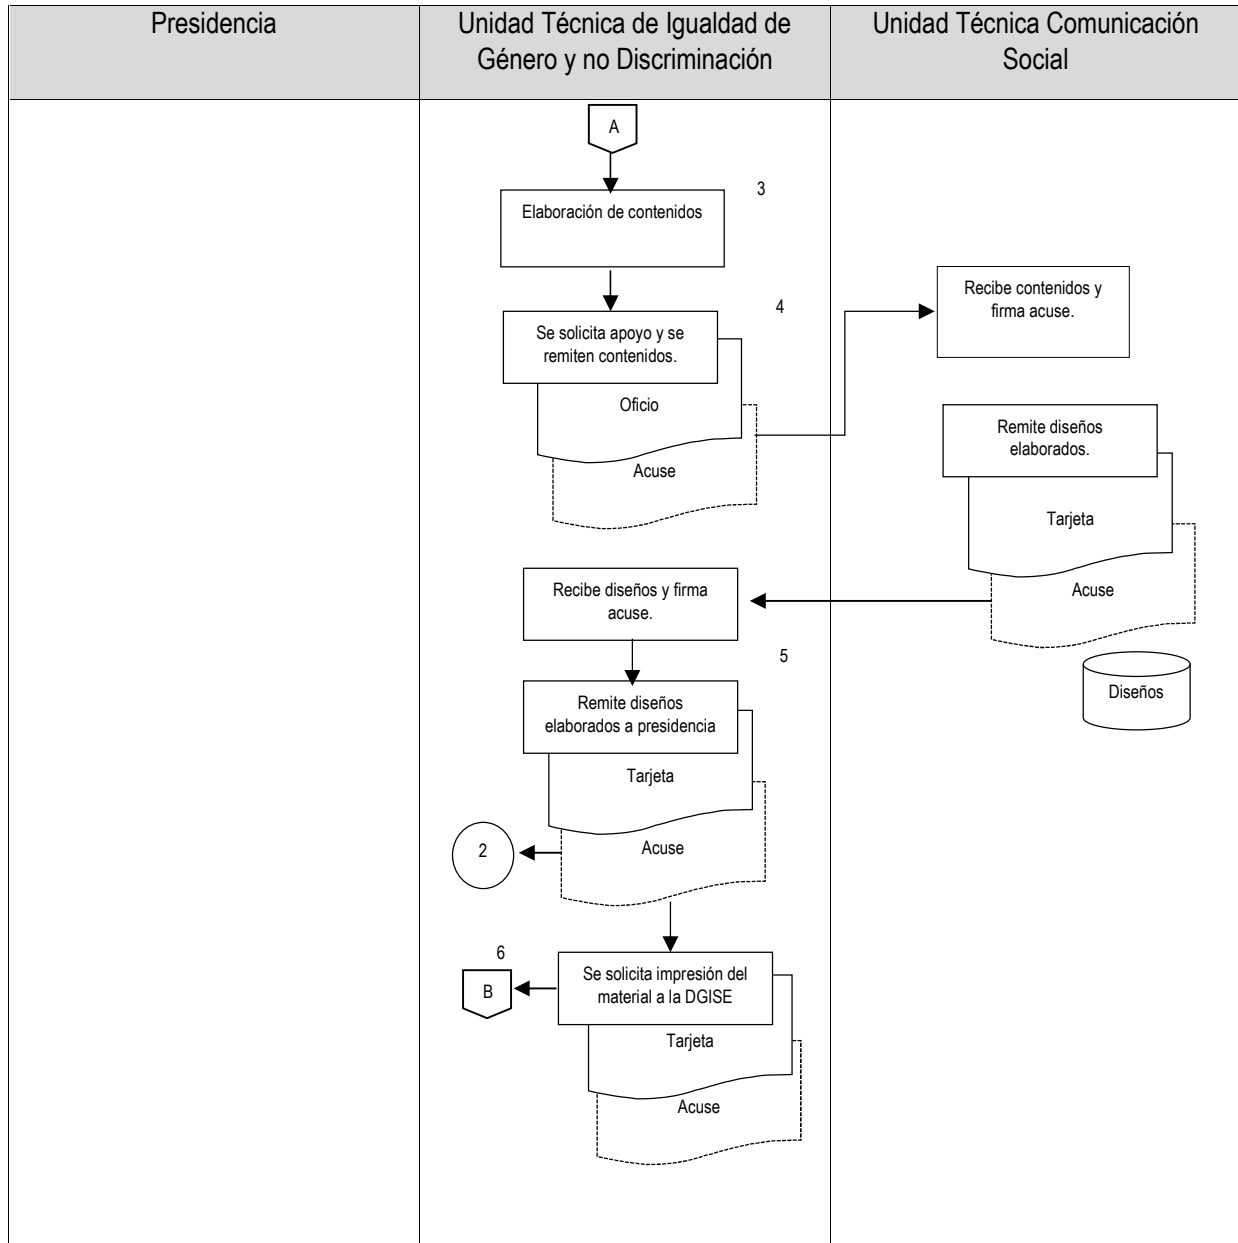 Presidencia
Unidad Técnica de Igualdad de
Género y no Discriminación
Unidad Técnica Comunicación
Social
A
3
Elaboración de contenidos
4
Se solicita apoyo y se
remiten contenidos.
Oficio
Acuse
Recibe contenidos y
firma acuse.
Remite diseños
elaborados.
Tarjeta
Acuse
Diseños
Recibe diseños y firma
acuse.
5
Remite diseños
elaborados a presidencia
Tarjeta
Acuse
2
6
B
Se solicita impresión del
material a la DGISE
Tarjeta
Acuse